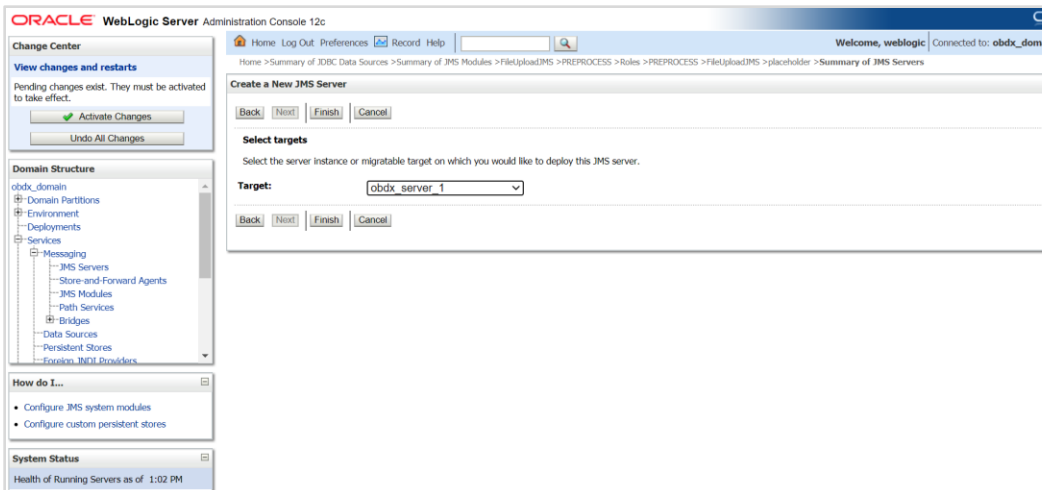 ORACLE WebLogic Server Administration Console 12c
Change Center
View changes and restarts
Pending changes exist. They must be activated
to take effect.
Activate Changes
Undo All Changes
Domain Structure
obdx_domain
Domain Partitions
Environment
Deployments
Services
Messaging
JMS Servers
Store-and-Forward Agents
JMS Modules
Path Services
Bridges
Data Sources
Persistent Stores
Foreign JNDI Providers
How do I...
Configure JMS system modules
Configure custom persistent stores
System Status
Health of Running Servers as of 1:02 PM
Home Log Out Preferences Record Help
Welcome, weblogic Connected to: obdx_dom
Home >Summary of JDBC Data Sources >Summary of JMS Modules >FileUploadJMS >PREPROCESS >Roles >PREPROCESS >FileUploadJMS >placeholder >Summary of JMS Servers
Create a New JMS Server
Back Next Finish Cancel
Select targets
Select the server instance or migratable target on which you would like to deploy this JMS server.
Target: obdx_server_1
Back Next Finish Cancel